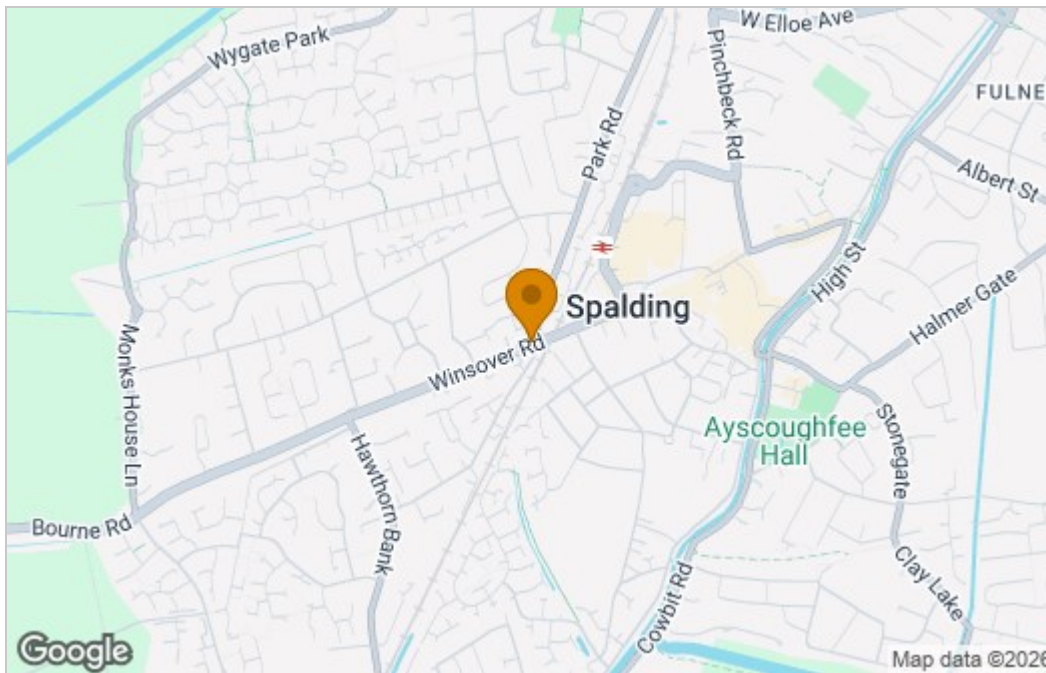 Wygate Park
W Elloe Ave
Pinchbeck Rd
FULNE
Park Rd
Albert St
High St
Halmer Gate
Spalding
Monks House Ln
Winsover Rd
Ayscoughfee
Hall
Stonegate
Hawthorn Bank
Bourne Rd
Clay Lake
Cowbit Rd
Google
Map data ©2026